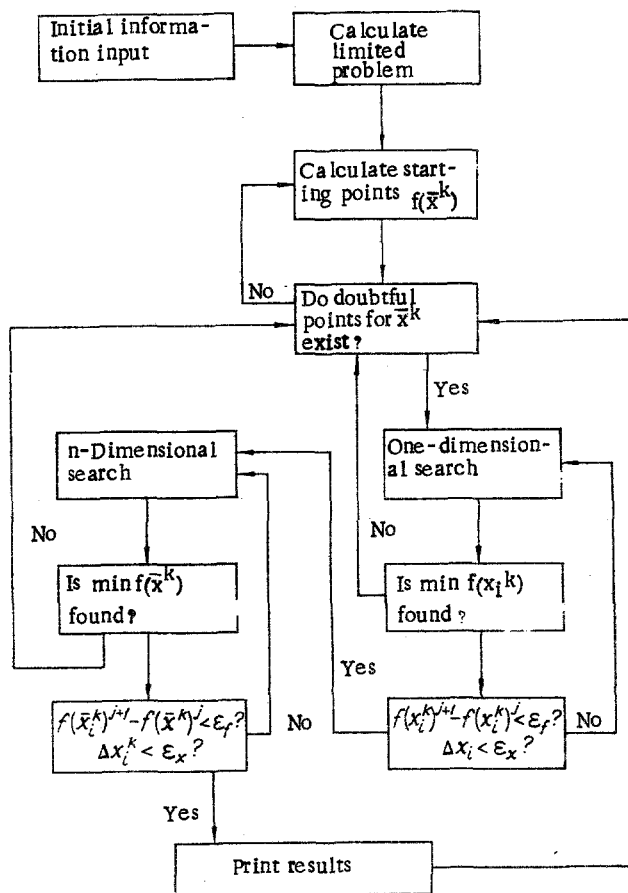 Initial informa-
tion input
Calculate
limited
problem
Calculate start-
ing points f(x̄^k)
No
Do doubtful
points for x̄^k
exist?
Yes
n-Dimensional
search
One-dimension-
al search
No
No
Is min f(x̄^k)
found?
Is min f(x_i^k)
found?
Yes
f(x̄_i^k)^{j+1}-f(x̄^k)^j<ε_f?
Δx_i^k<ε_x?
No
f(x_i^k)^{j+1}-f(x_i^k)^j<ε_f?
Δx_i<ε_x?
No
Yes
Print results